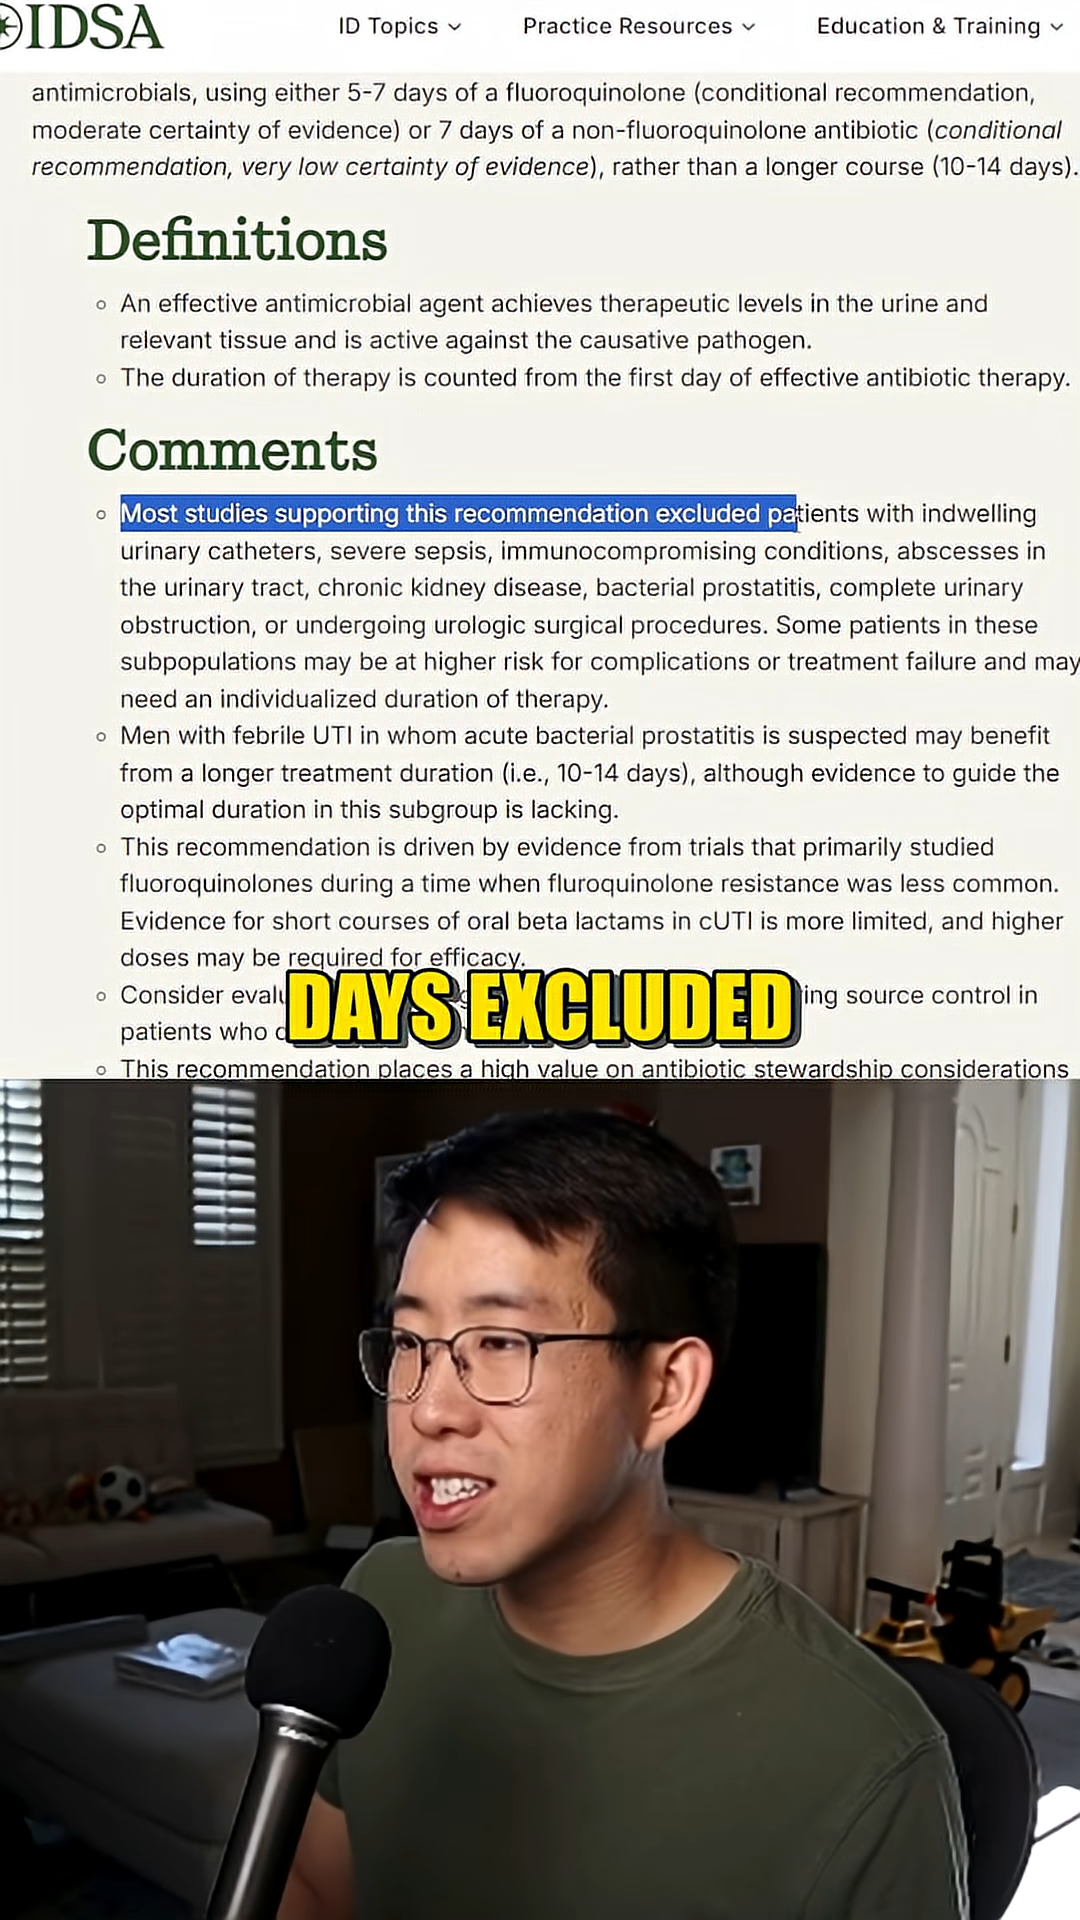 IDSA
ID Topics
Practice Resources
Education & Training
antimicrobials, using either 5-7 days of a fluoroquinolone (conditional recommendation,
moderate certainty of evidence) or 7 days of a non-fluoroquinolone antibiotic (conditional
recommendation, very low certainty of evidence), rather than a longer course (10-14 days).
Definitions
An effective antimicrobial agent achieves therapeutic levels in the urine and
relevant tissue and is active against the causative pathogen.
The duration of therapy is counted from the first day of effective antibiotic therapy.
Comments
Most studies supporting this recommendation excluded patients with indwelling
urinary catheters, severe sepsis, immunocompromising conditions, abscesses in
the urinary tract, chronic kidney disease, bacterial prostatitis, complete urinary
obstruction, or undergoing urologic surgical procedures. Some patients in these
subpopulations may be at higher risk for complications or treatment failure and may
need an individualized duration of therapy.
Men with febrile UTI in whom acute bacterial prostatitis is suspected may benefit
from a longer treatment duration (i.e., 10-14 days), although evidence to guide the
optimal duration in this subgroup is lacking.
This recommendation is driven by evidence from trials that primarily studied
fluoroquinolones during a time when fluroquinolone resistance was less common.
Evidence for short courses of oral beta lactams in cUTI is more limited, and higher
doses may be required for efficacy.
Consider source control in
patients who
DAYS EXCLUDED
This recommendation places a high value on antibiotic stewardship considerations